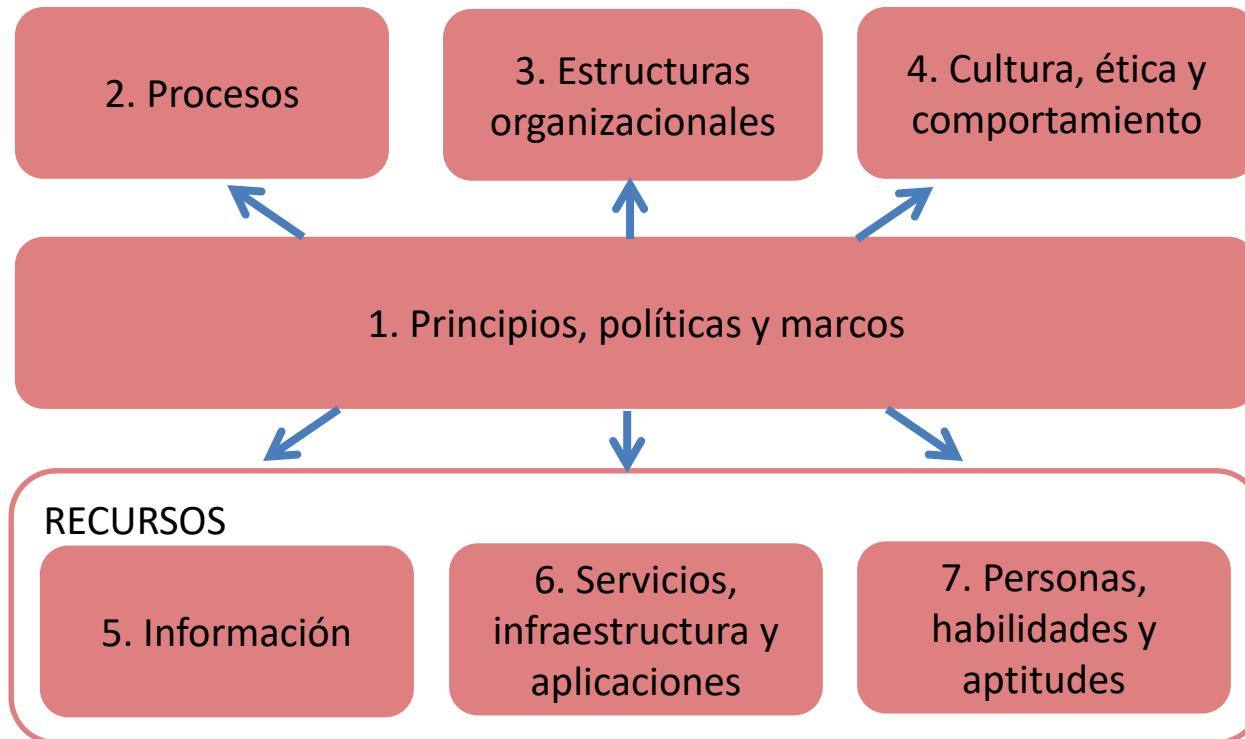 2. Procesos
3. Estructuras
organizacionales
4. Cultura, ética y
comportamiento
1. Principios, políticas y marcos
RECURSOS
5. Información
6. Servicios,
infraestructura y
aplicaciones
7. Personas,
habilidades y
aptitudes